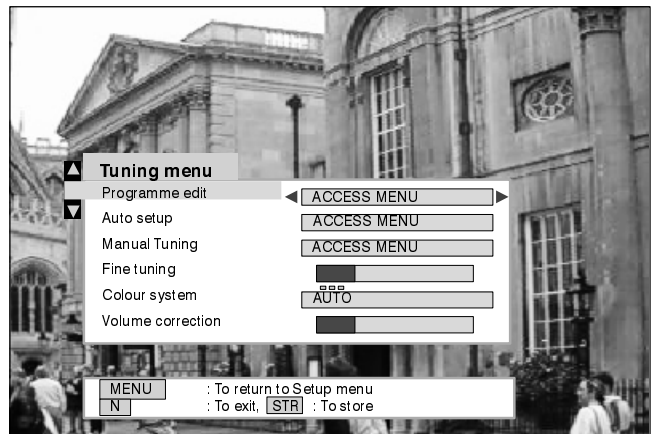 Tuning menu
Programme edit ACCESS MENU
Auto setup ACCESS MENU
Manual Tuning ACCESS MENU
Fine tuning
Colour system AUTO
Volume correction
MENU : To return to Setup menu
N : To exit, STR : To store